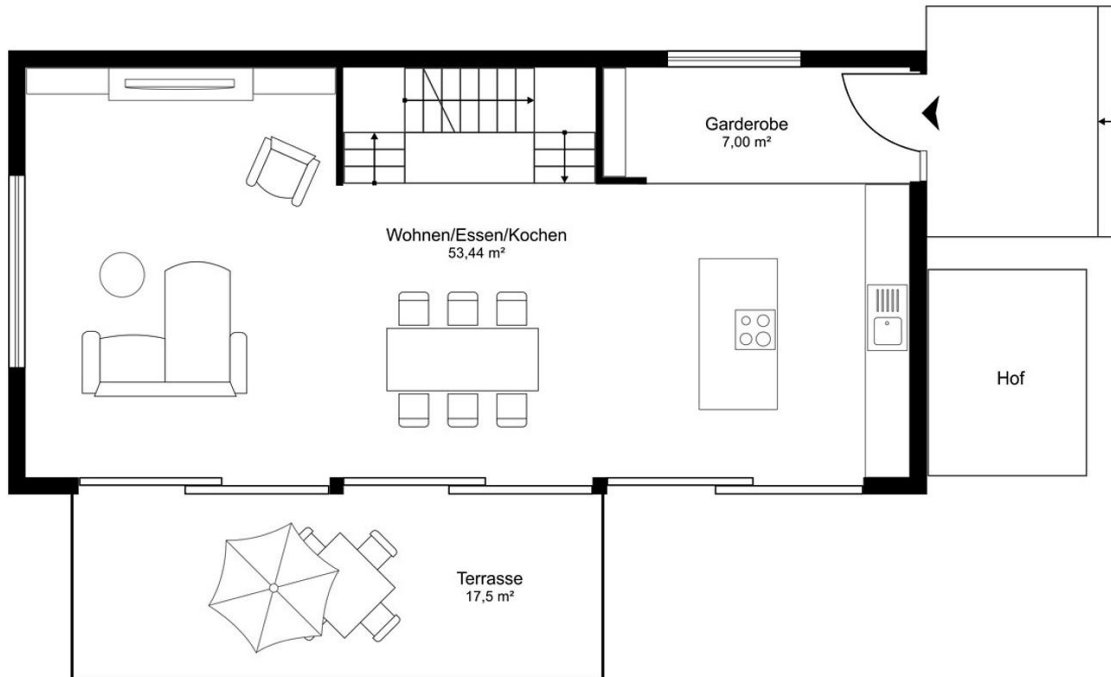 Garderobe
7,00 m²
Wohnen/Essen/Kochen
53,44 m²
Hof
Terrasse
17,5 m²